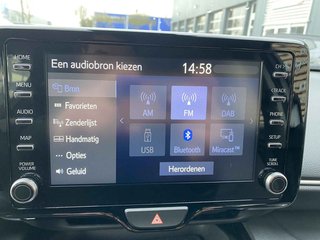 Een audiobron kiezen
14:58
HOME
MENU
AUDIO
MAP
POWER
VOLUME
Bron
Favorieten
Zenderlijst
Handmatig
Opties
Geluid
AM
FM
DAB
USB
Bluetooth
Miracast™
Herordenen
CH
PHONE
SETUP
TUNE
SCROLL